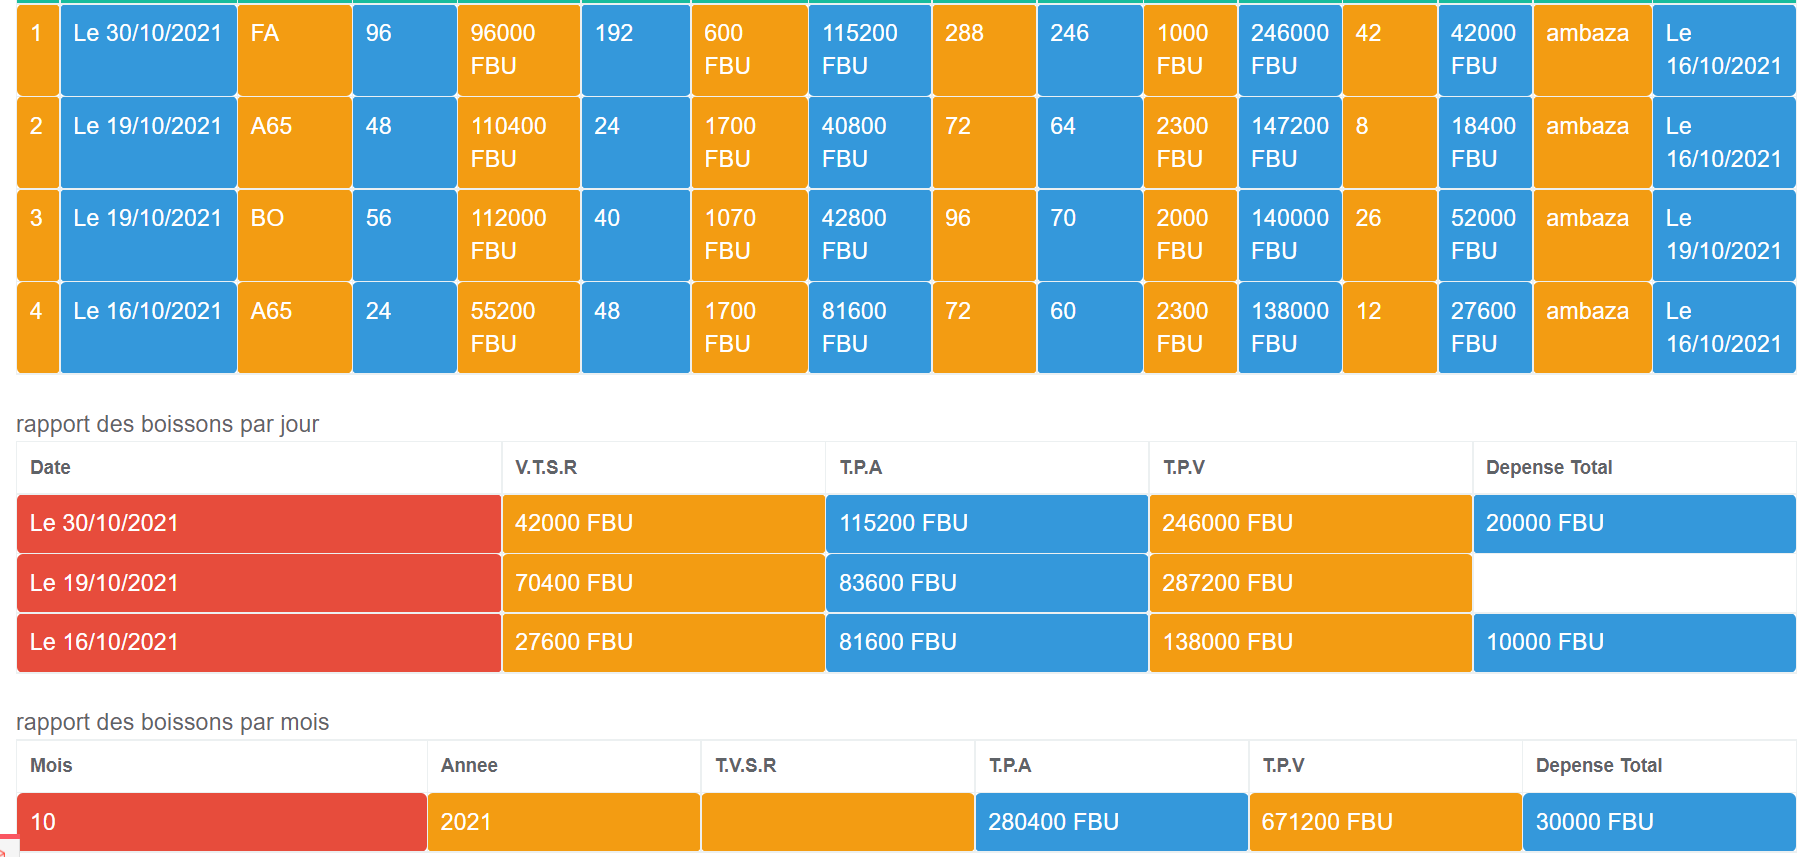 1 Le 30/10/2021 FA 96 96000 FBU 192 600 FBU 115200 FBU 288 246 1000 FBU 246000 FBU 42 42000 FBU ambaza Le 16/10/2021
2 Le 19/10/2021 A65 48 110400 FBU 24 1700 FBU 40800 FBU 72 64 2300 FBU 147200 FBU 8 18400 FBU ambaza Le 16/10/2021
3 Le 19/10/2021 BO 56 112000 FBU 40 1070 FBU 42800 FBU 96 70 2000 FBU 140000 FBU 26 52000 FBU ambaza Le 19/10/2021
4 Le 16/10/2021 A65 24 55200 FBU 48 1700 FBU 81600 FBU 72 60 2300 FBU 138000 FBU 12 27600 FBU ambaza Le 16/10/2021
rapport des boissons par jour
Date V.T.S.R T.P.A T.P.V Depense Total
Le 30/10/2021 42000 FBU 115200 FBU 246000 FBU 20000 FBU
Le 19/10/2021 70400 FBU 83600 FBU 287200 FBU
Le 16/10/2021 27600 FBU 81600 FBU 138000 FBU 10000 FBU
rapport des boissons par mois
Mois Annee T.V.S.R T.P.A T.P.V Depense Total
10 2021 280400 FBU 671200 FBU 30000 FBU